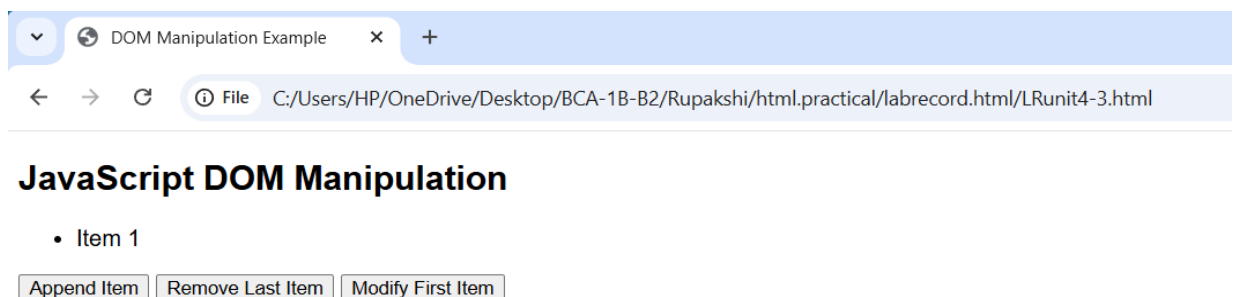 DOM Manipulation Example
File C:/Users/HP/OneDrive/Desktop/BCA-1B-B2/Rupakshi/html.practical/labrecord.html/LRunit4-3.html
JavaScript DOM Manipulation
• Item 1
Append Item Remove Last Item Modify First Item